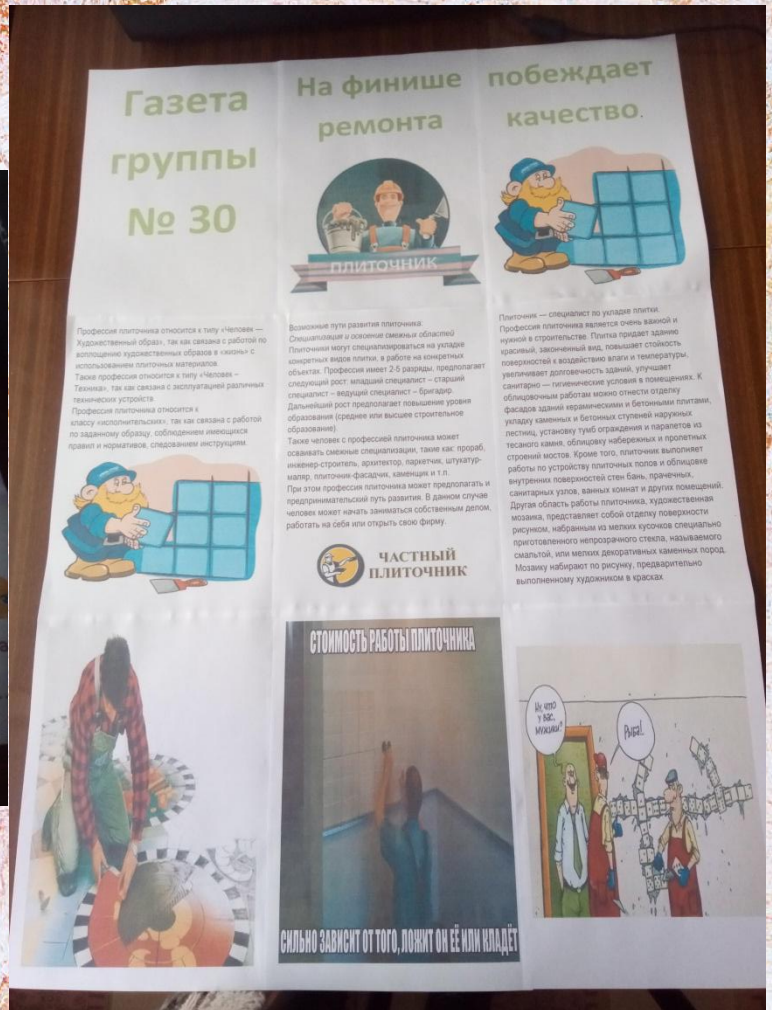 Газета
группы
№ 30
На финише
ремонта
ПЛИТОЧНИК
побеждает
качество.
Профессия плиточника относится к типу «Человек —
Художественный образ», так как связана с работой по
воплощению художественных образов в «жизнь» с
использованием плиточных материалов.
Также профессия относится к типу «Человек –
Техника», так как связана с эксплуатацией различных
технических устройств.
Профессия плиточника относится к
классу «исполнительских», так как связана с работой
по заданному образцу, соблюдением имеющихся
правил и нормативов, следованием инструкциям.
Возможные пути развития плиточника
Специализация и освоение смежных областей
Плиточники могут специализироваться на укладке
конкретных видов плитки, в работе на конкретных
объектах. Профессия имеет 2-5 разряды, предполагает
следующий рост: младший специалист – старший
специалист – ведущий специалист – бригадир.
Дальнейший рост предполагает повышение уровня
образования (среднее или высшее строительное
образование).
Также человек с профессией плиточника может
осваивать смежные специализации, такие как: прораб,
инженер-строитель, архитектор, паркетчик, штукатур-
маляр, плиточник-фасадчик, каменщик и т.п.
При этом профессия плиточника может предполагать и
предпринимательский путь развития. В данном случае
человек может начать заниматься собственным делом,
работать на себя или открыть свою фирму.
ЧАСТНЫЙ
ПЛИТОЧНИК
Плиточник — специалист по укладке плитки.
Профессия плиточника является очень важной и
нужной в строительстве. Плитка придает зданию
красивый, законченный вид, повышает стойкость
поверхностей к воздействию влаги и температуры,
увеличивает долговечность зданий, улучшает
санитарно — гигиенические условия в помещениях. К
облицовочным работам можно отнести отделку
фасадов зданий керамическими и бетонными плитами,
укладку каменных и бетонных ступеней наружных
лестниц, установку тумб ограждения и парапетов из
тесаного камня, облицовку набережных и пролетных
строений мостов. Кроме того, плиточник выполняет
работы по устройству плиточных полов и облицовке
внутренних поверхностей стен бань, прачечных,
санитарных узлов, ванных комнат и других помещений.
Другая область работы плиточника, художественная
мозаика, представляет собой отделку поверхности
рисунком, набранным из мелких кусочков специально
приготовленного непрозрачного стекла, называемого
смальтой, или мелких декоративных каменных пород.
Мозаику набирают по рисунку, предварительно
выполненному художником в красках
СТОИМОСТЬ РАБОТЫ ПЛИТОЧНИКА
СИЛЬНО ЗАВИСИТ ОТ ТОГО, ЛОЖИТ ОН ЕЁ ИЛИ КЛАДЁТ
Ну, что
у вас,
мужики?
Рыба!..